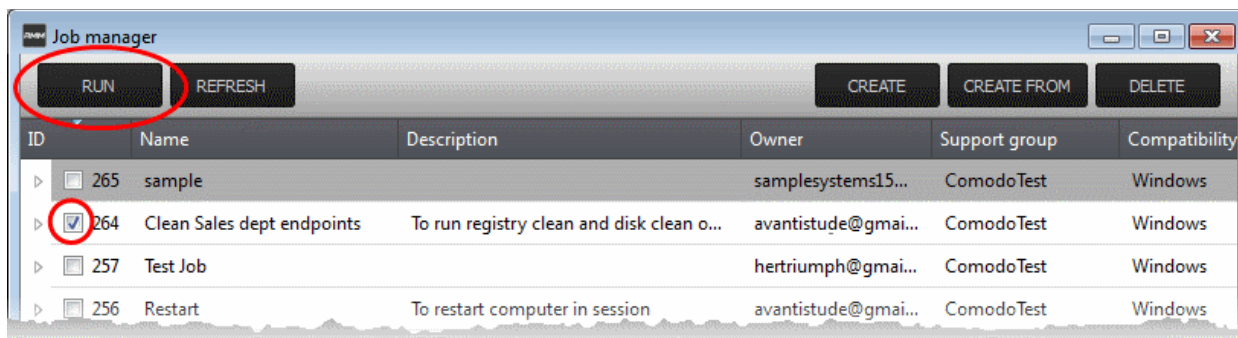 RMM Job manager
RUN REFRESH CREATE CREATE FROM DELETE
ID Name Description Owner Support group Compatibility
265 sample samplesystems15... ComodoTest Windows
264 Clean Sales dept endpoints To run registry clean and disk clean o... avantistude@gmai... ComodoTest Windows
257 Test Job hertriumph@gmai... ComodoTest Windows
256 Restart To restart computer in session avantistude@gmai... ComodoTest Windows